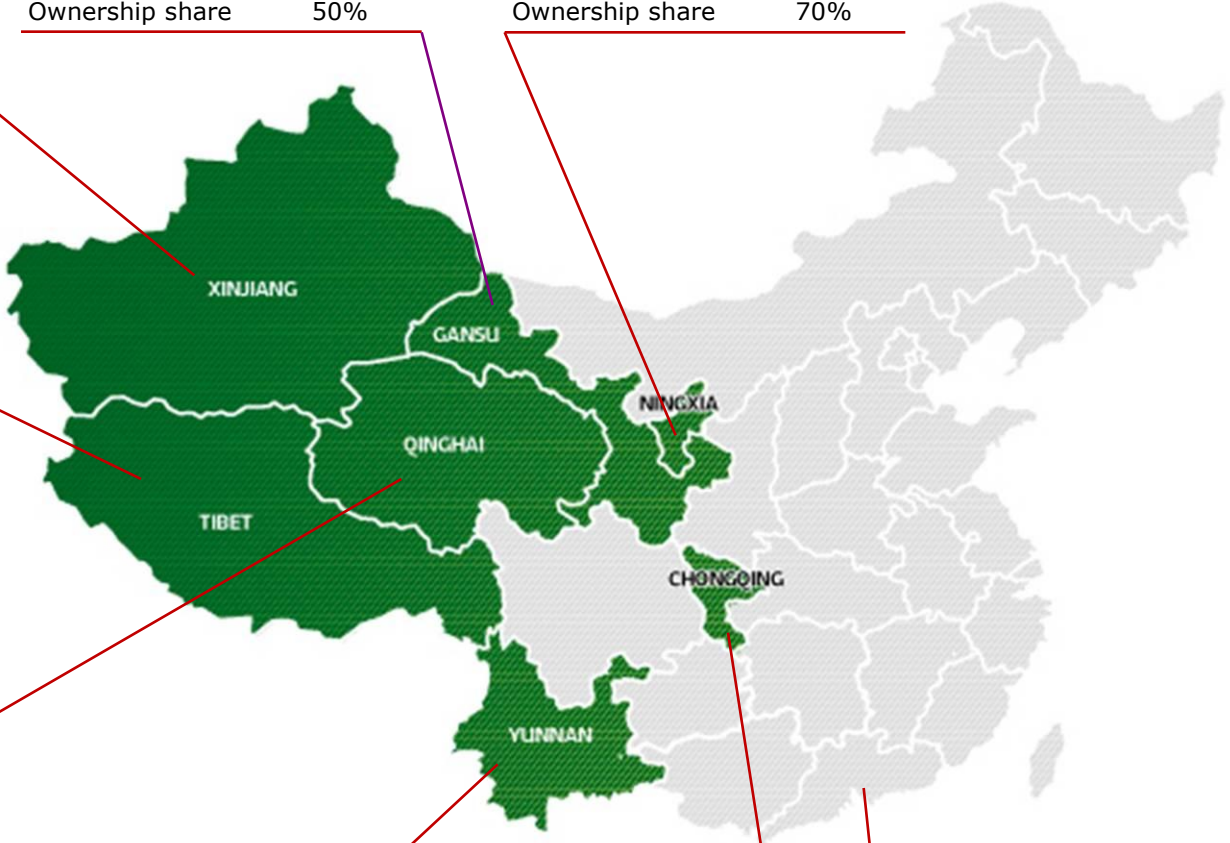 Ownership share 50%
Ownership share 70%
XINJIANG
GANSU
NINGXIA
QINGHAI
TIBET
CHONGQING
YUNNAN